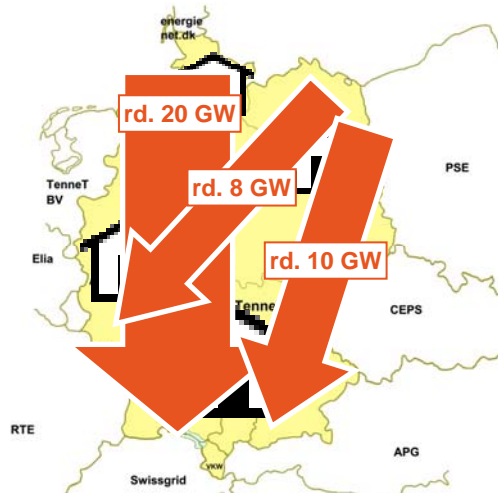 energie
net.dk
rd. 20 GW
TenneT
BV
rd. 8 GW
PSE
Elia
rd. 10 GW
Tenne
CEPS
RTE
APG
VKW
Swissgrid